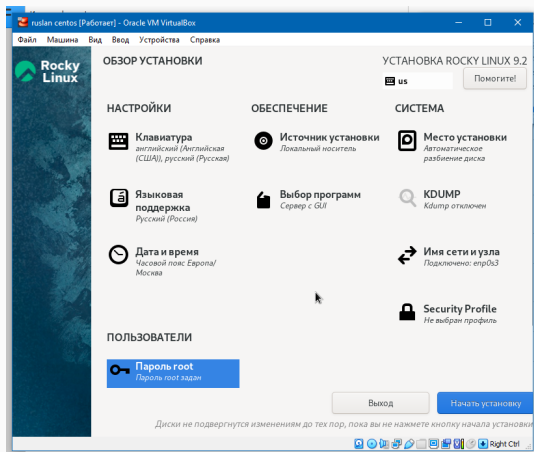 ruslan centos [Работает] - Oracle VM VirtualBox
Файл Машина Вид Ввод Устройства Справка
Rocky
Linux
ОБЗОР УСТАНОВКИ
УСТАНОВКА ROCKY LINUX 9.2
us
Помогите!
НАСТРОЙКИ
Клавиатура
английский (Английская
(США)), русский (Русская)
Языковая
поддержка
Русский (Россия)
Дата и время
Часовой пояс Европа/
Москва
ОБЕСПЕЧЕНИЕ
Источник установки
Локальный носитель
Выбор программ
Сервер с GUI
СИСТЕМА
Место установки
Автоматическое
разбиение диска
KDUMP
Kdump отключен
Имя сети и узла
Подключено: enp0s3
Security Profile
Не выбран профиль
ПОЛЬЗОВАТЕЛИ
Пароль root
Пароль root задан
Выход
Начать установку
Диски не подвергнутся изменениям до тех пор, пока вы не нажмете кнопку начала установки
Right Ctrl